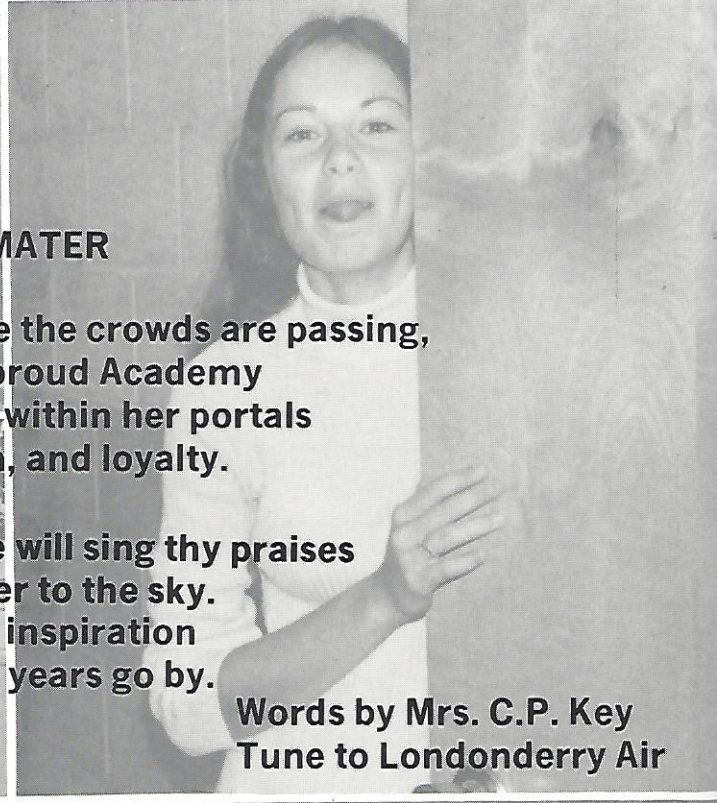 MATER
e the crowds are passing,
proud Academy
within her portals
, and loyalty.
e will sing thy praises
er to the sky.
inspiration
years go by.
Words by Mrs. C.P. Key
Tune to Londonderry Air